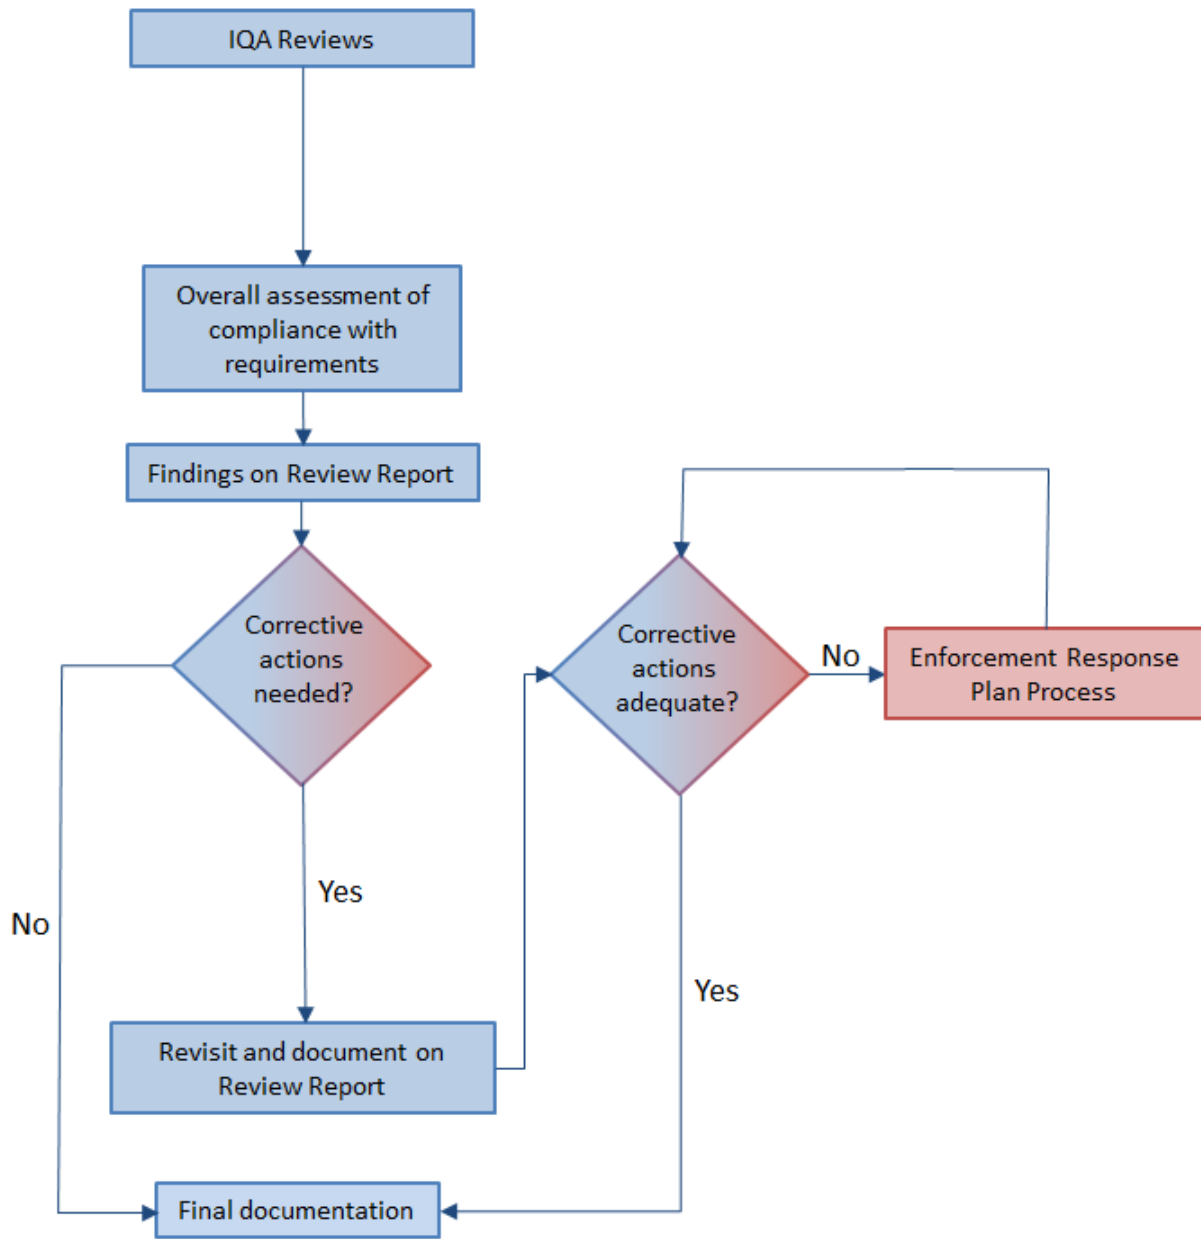 IQA Reviews
Overall assessment of
compliance with
requirements
Findings on Review Report
Corrective
actions
needed?
No
Yes
Revisit and document on
Review Report
Corrective
actions
adequate?
No
Enforcement Response
Plan Process
Yes
Final documentation